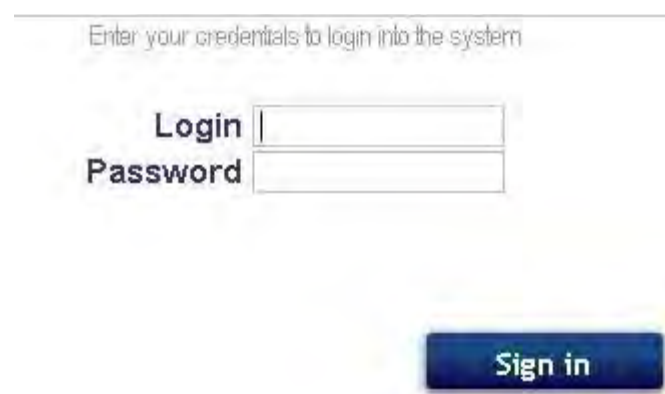 Enter your credentials to login into the system
Login
Password
Sign in